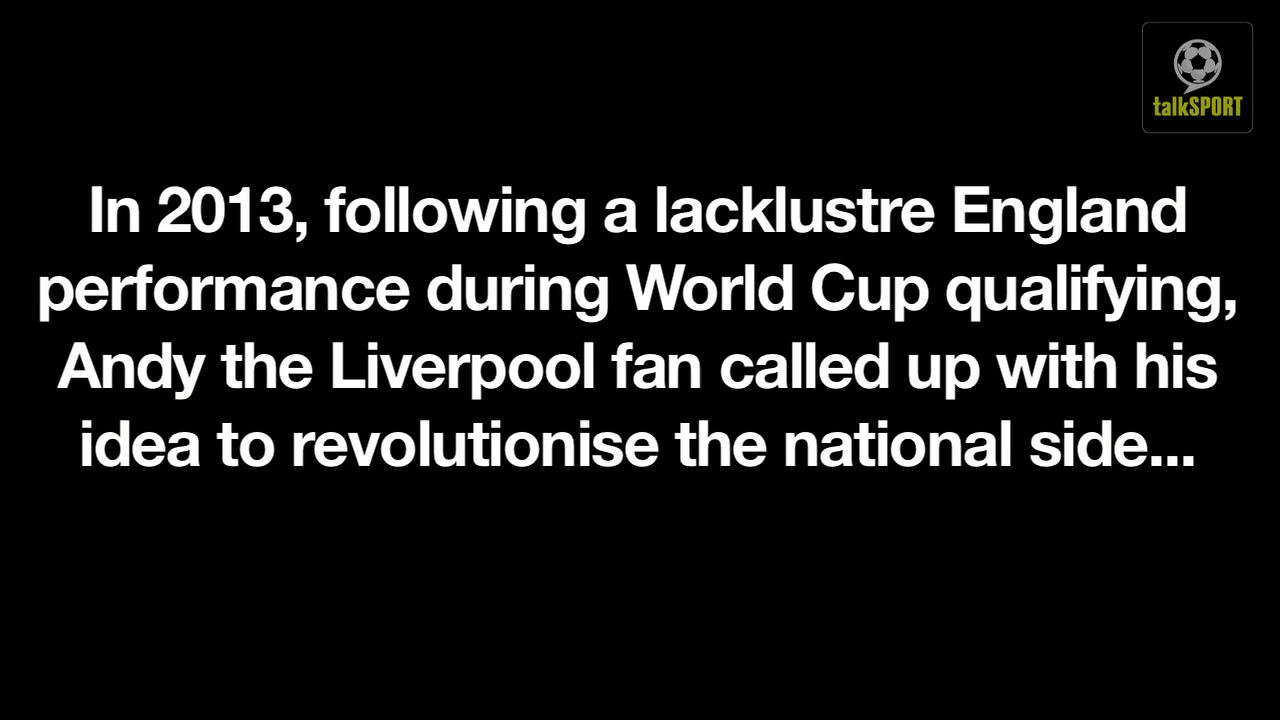 talkSPORT
In 2013, following a lacklustre England
performance during World Cup qualifying,
Andy the Liverpool fan called up with his
idea to revolutionise the national side...